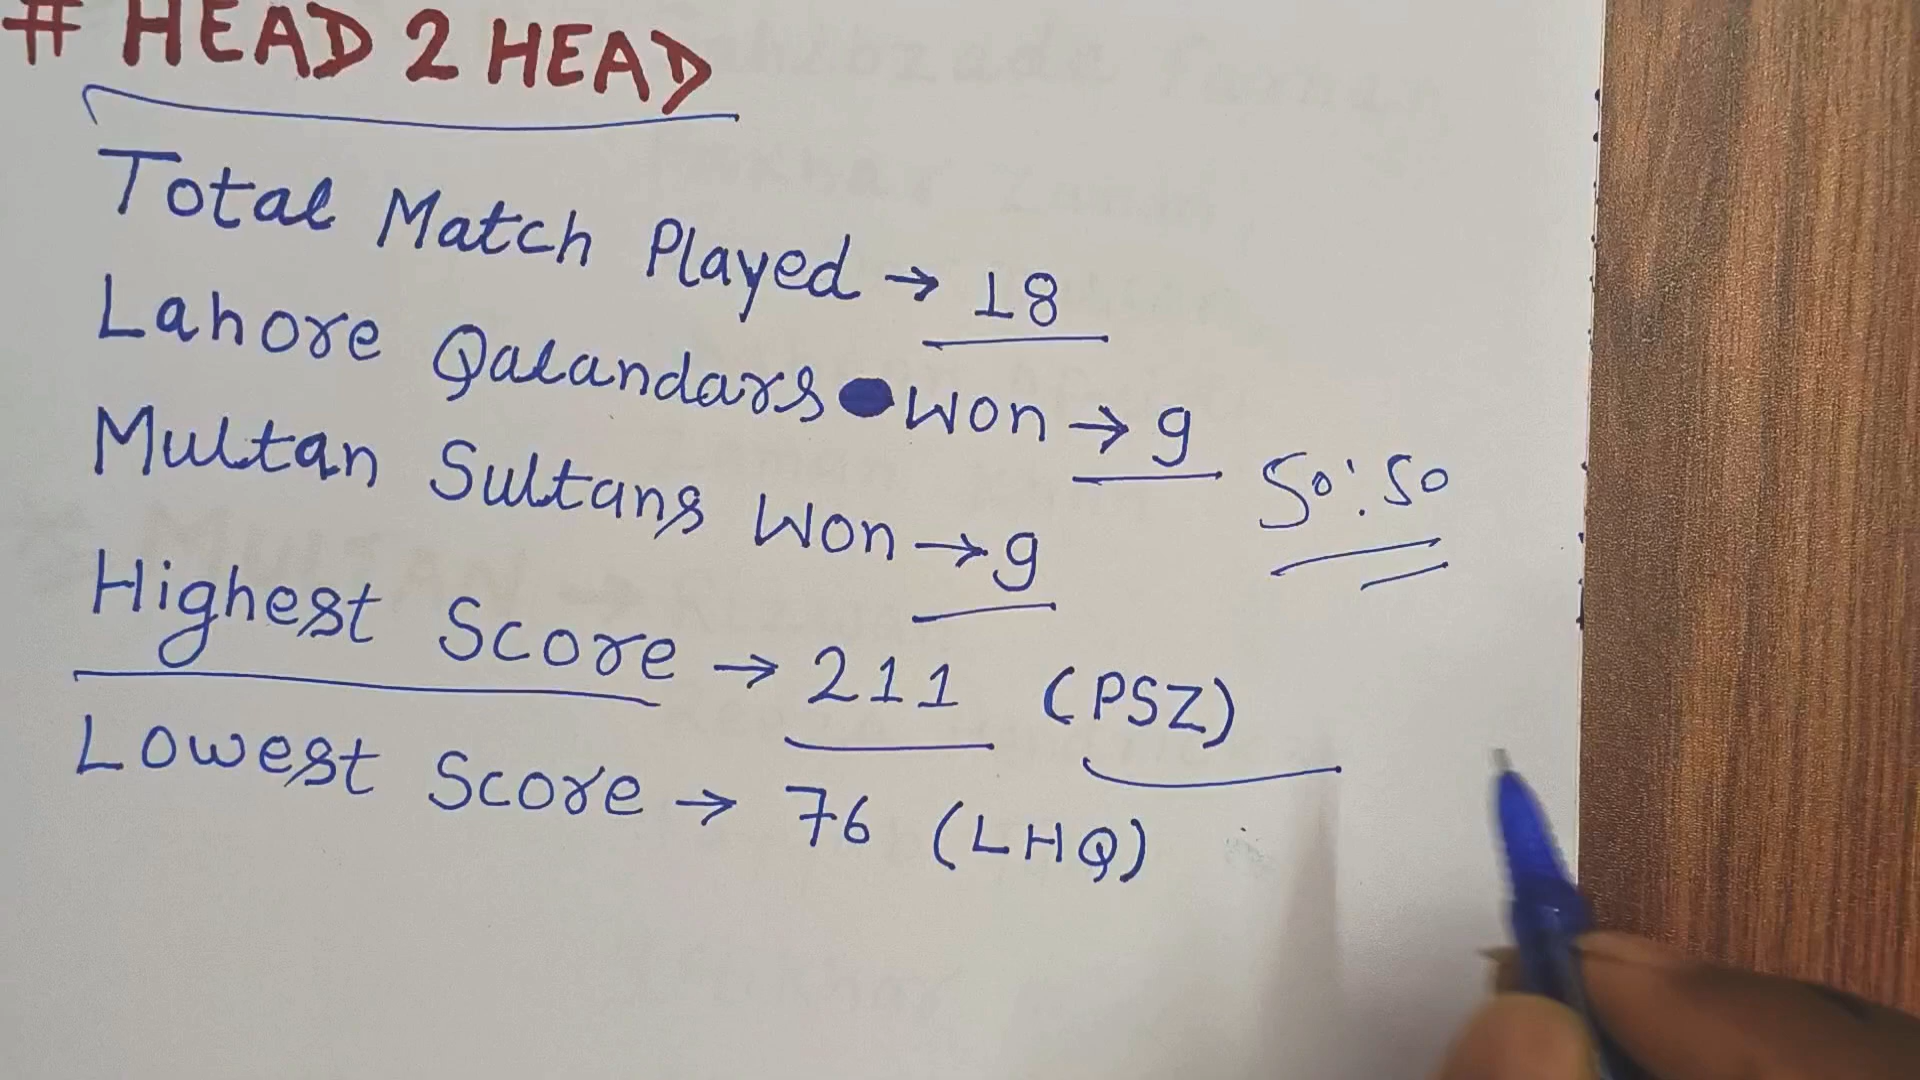 # HEAD 2 HEAD
Total Match Played → 18
Lahore Qalandars won → 9
Multan Sultans Won → 9
50:50
Highest Score → 211 (PSZ)
Lowest Score → 76 (LHQ)